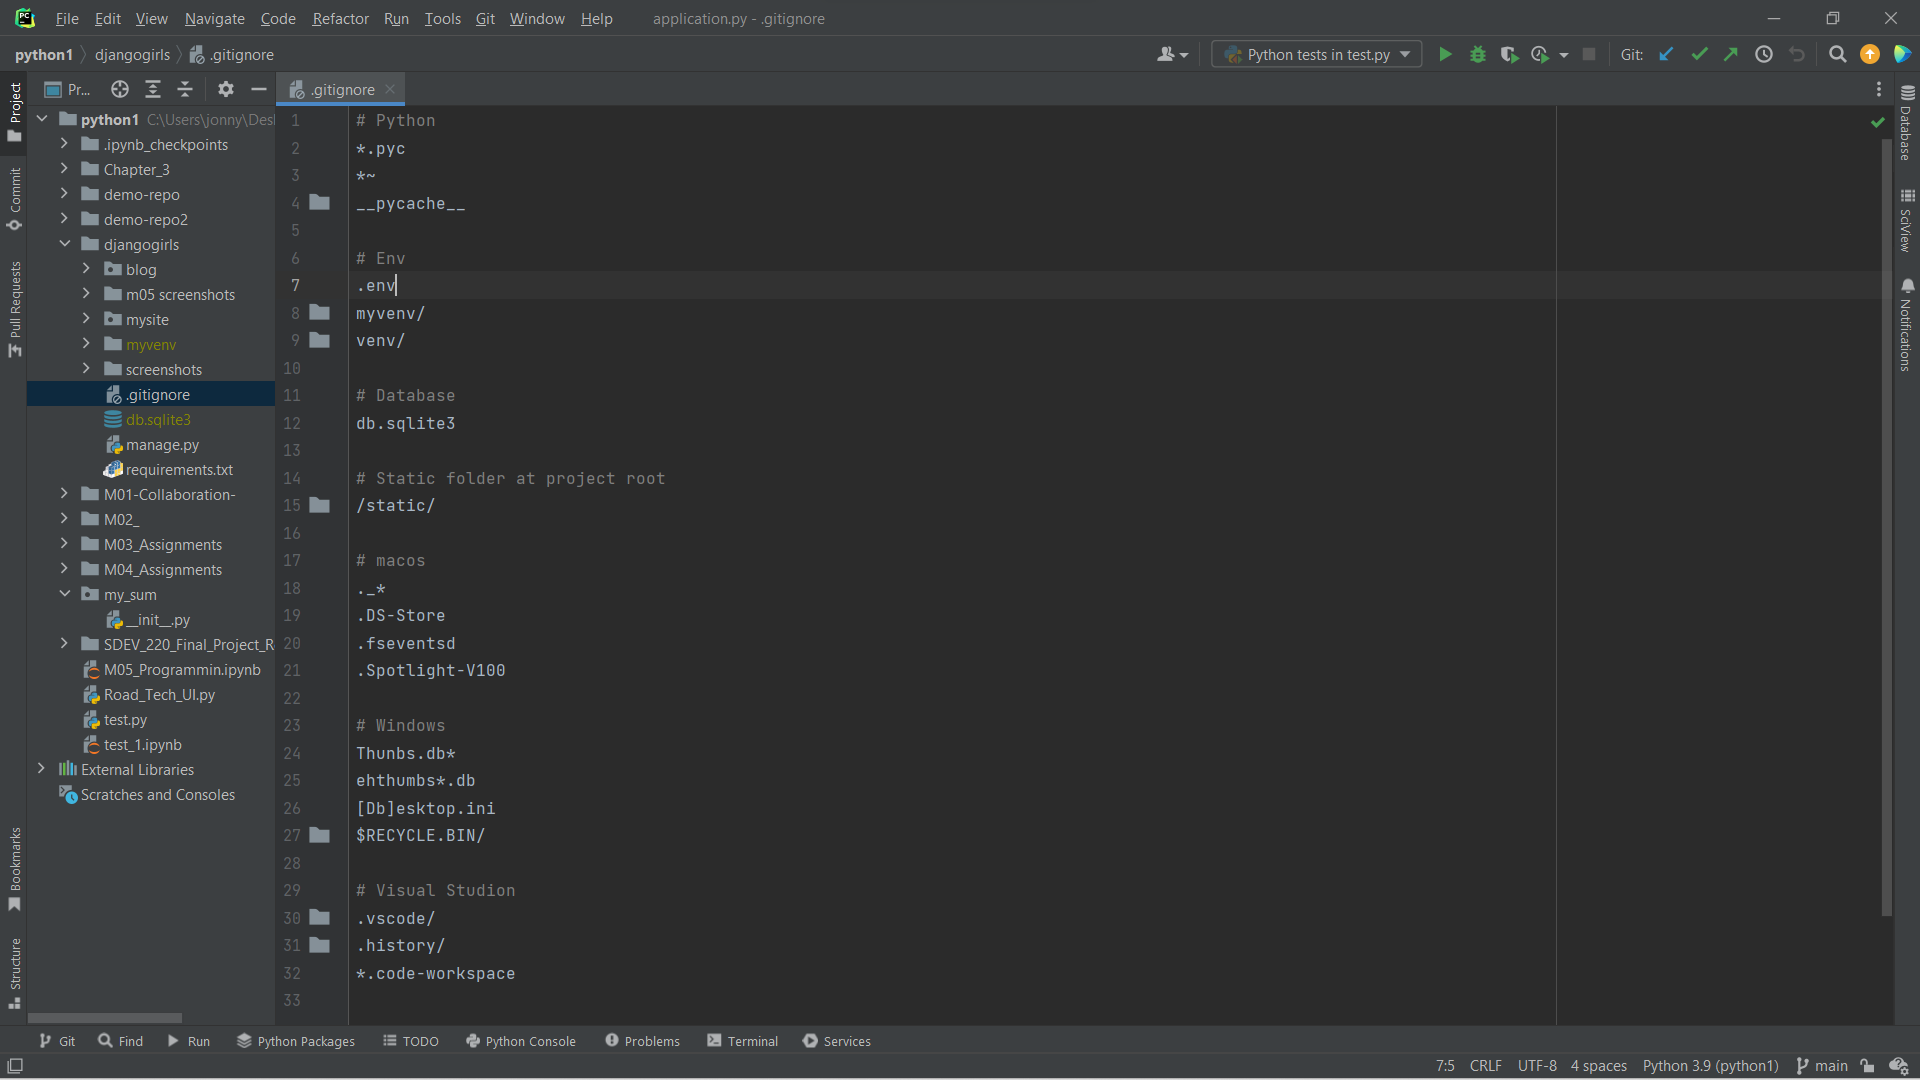 File Edit View Navigate Code Refactor Run Tools Git Window Help application.py - .gitignore
python1 djangogirls .gitignore Python tests in test.py Git:
Pr... .gitignore
Project
Commit
Pull Requests
Bookmarks
Structure
python1 C:\Users\jonny\Des
.ipynb_checkpoints
Chapter_3
demo-repo
demo-repo2
djangogirls
blog
m05 screenshots
mysite
myvenv
screenshots
.gitignore
db.sqlite3
manage.py
requirements.txt
M01-Collaboration-
M02_
M03_Assignments
M04_Assignments
my_sum
__init__.py
SDEV_220_Final_Project_R
M05_Programmin.ipynb
Road_Tech_UI.py
test.py
test_1.ipynb
External Libraries
Scratches and Consoles
1 # Python
2 *.pyc
3 *~
4 __pycache__
5
6 # Env
7 .env
8 myvenv/
9 venv/
10
11 # Database
12 db.sqlite3
13
14 # Static folder at project root
15 /static/
16
17 # macos
18 ._*
19 .DS-Store
20 .fseventsd
21 .Spotlight-V100
22
23 # Windows
24 Thunbs.db*
25 ehthumbs*.db
26 [Db]esktop.ini
27 $RECYCLE.BIN/
28
29 # Visual Studion
30 .vscode/
31 .history/
32 *.code-workspace
33
Database
SciView
Notifications
Git Find Run Python Packages TODO Python Console Problems Terminal Services
7:5 CRLF UTF-8 4 spaces Python 3.9 (python1) main